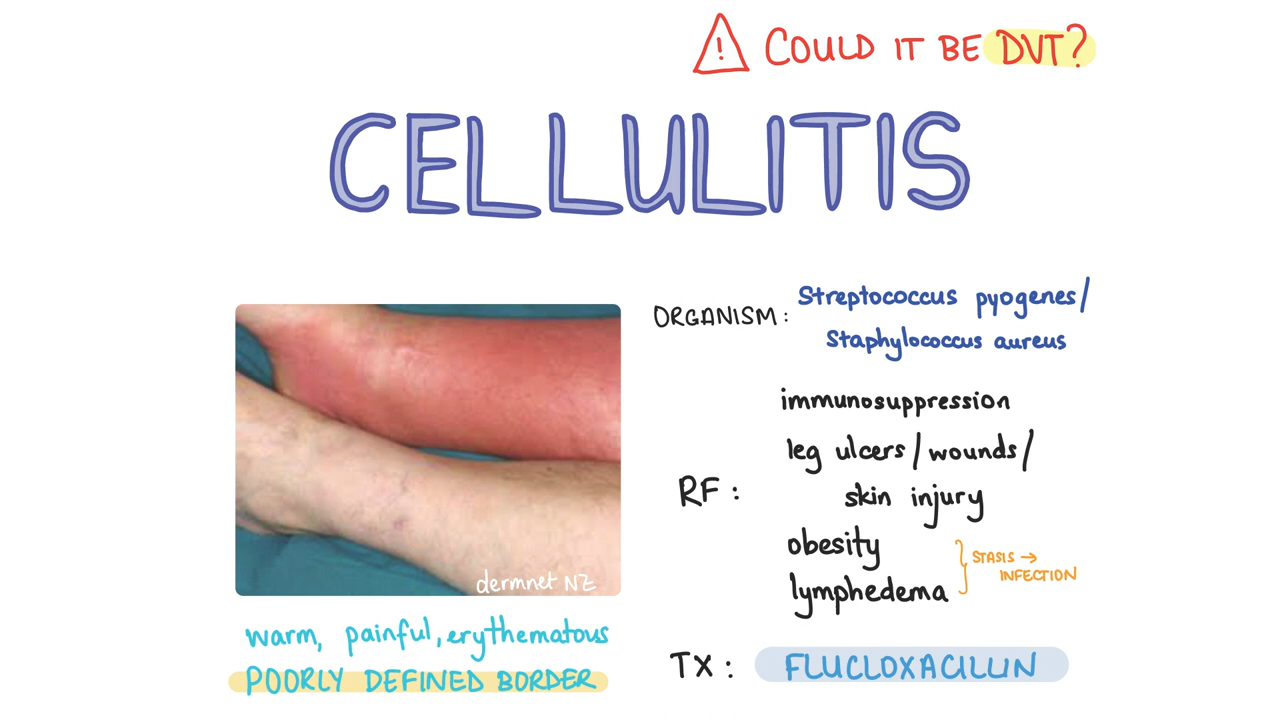 COULD IT BE DVT?
CELLULITIS
ORGANISM: Streptococcus pyogenes/
Staphylococcus aureus
RF: immunosuppression
leg ulcers/wounds/
skin injury
obesity
lymphedema
STASIS →
INFECTION
dermnet NZ
warm, painful, erythematous
POORLY DEFINED BORDER
TX: FLUCLOXACILLIN